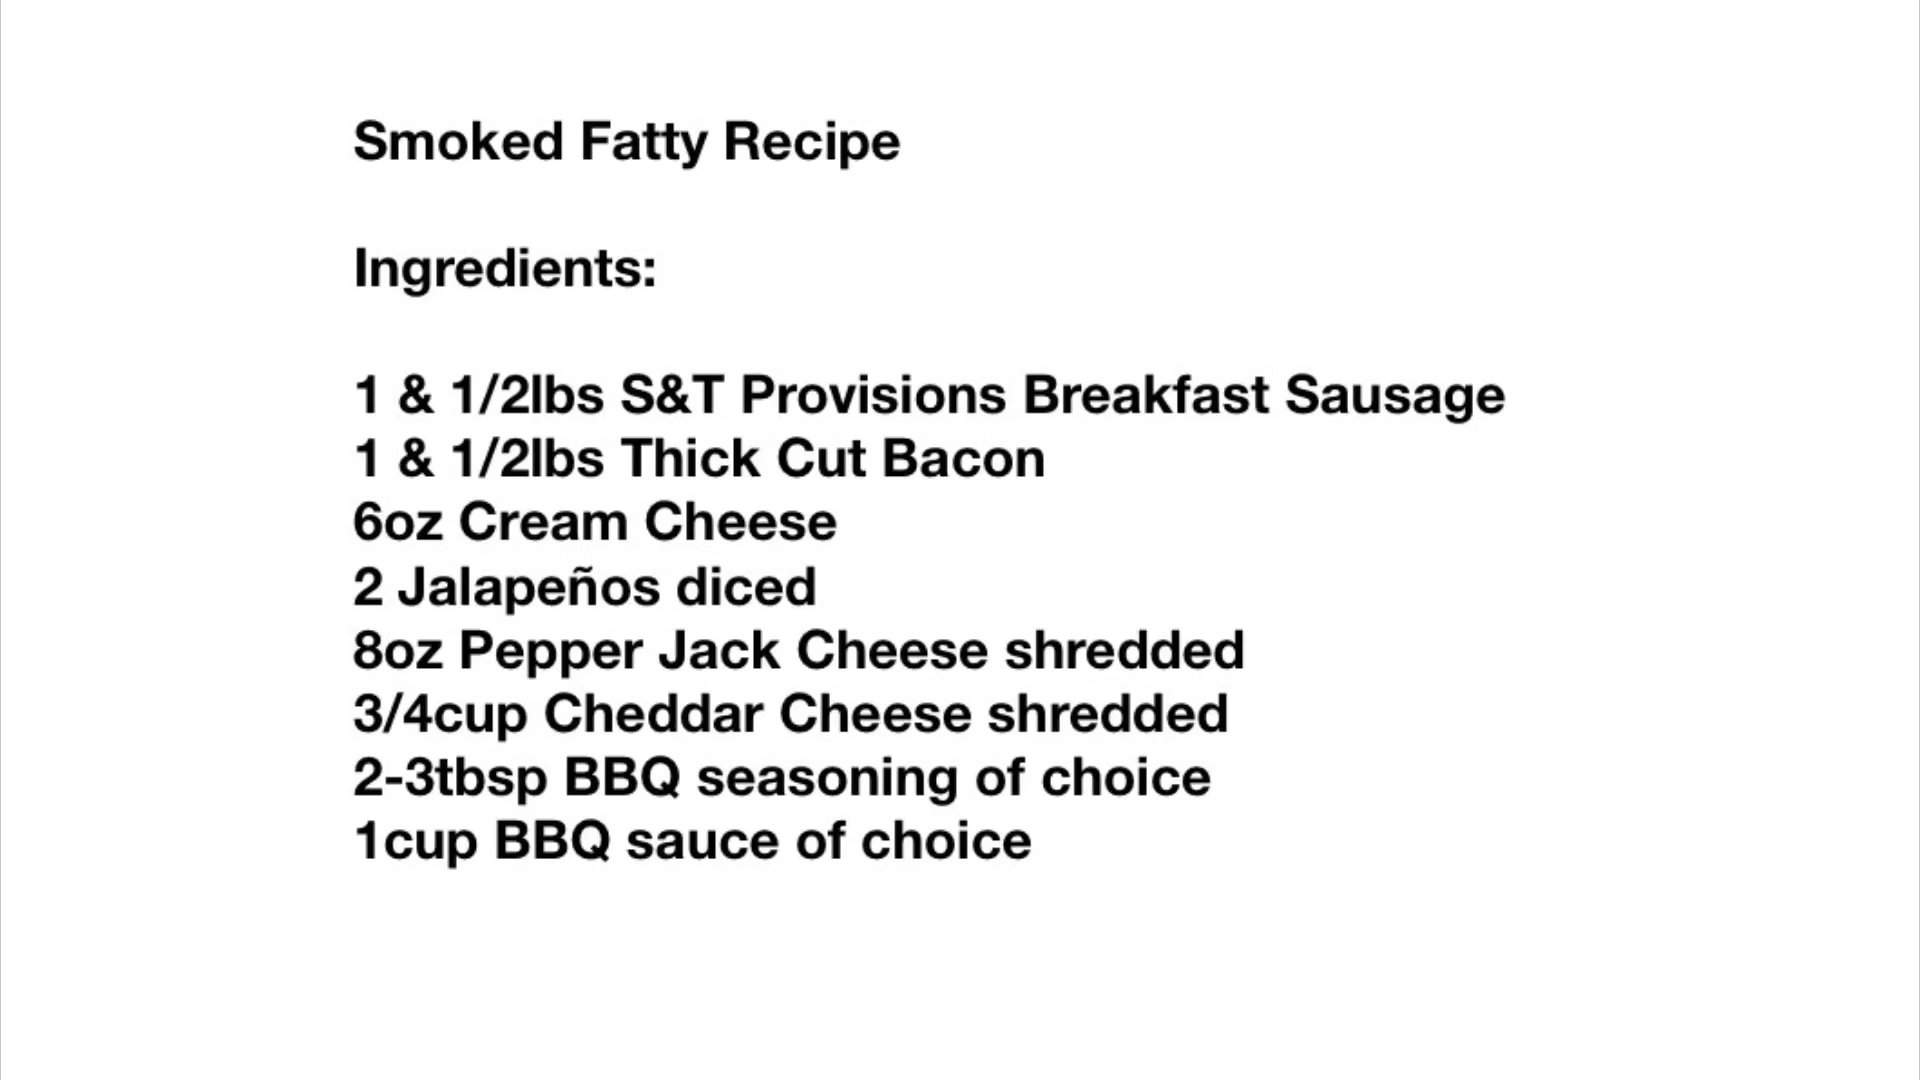 Smoked Fatty Recipe
Ingredients:
1 & 1/2lbs S&T Provisions Breakfast Sausage
1 & 1/2lbs Thick Cut Bacon
6oz Cream Cheese
2 Jalapeños diced
8oz Pepper Jack Cheese shredded
3/4cup Cheddar Cheese shredded
2-3tbsp BBQ seasoning of choice
1cup BBQ sauce of choice